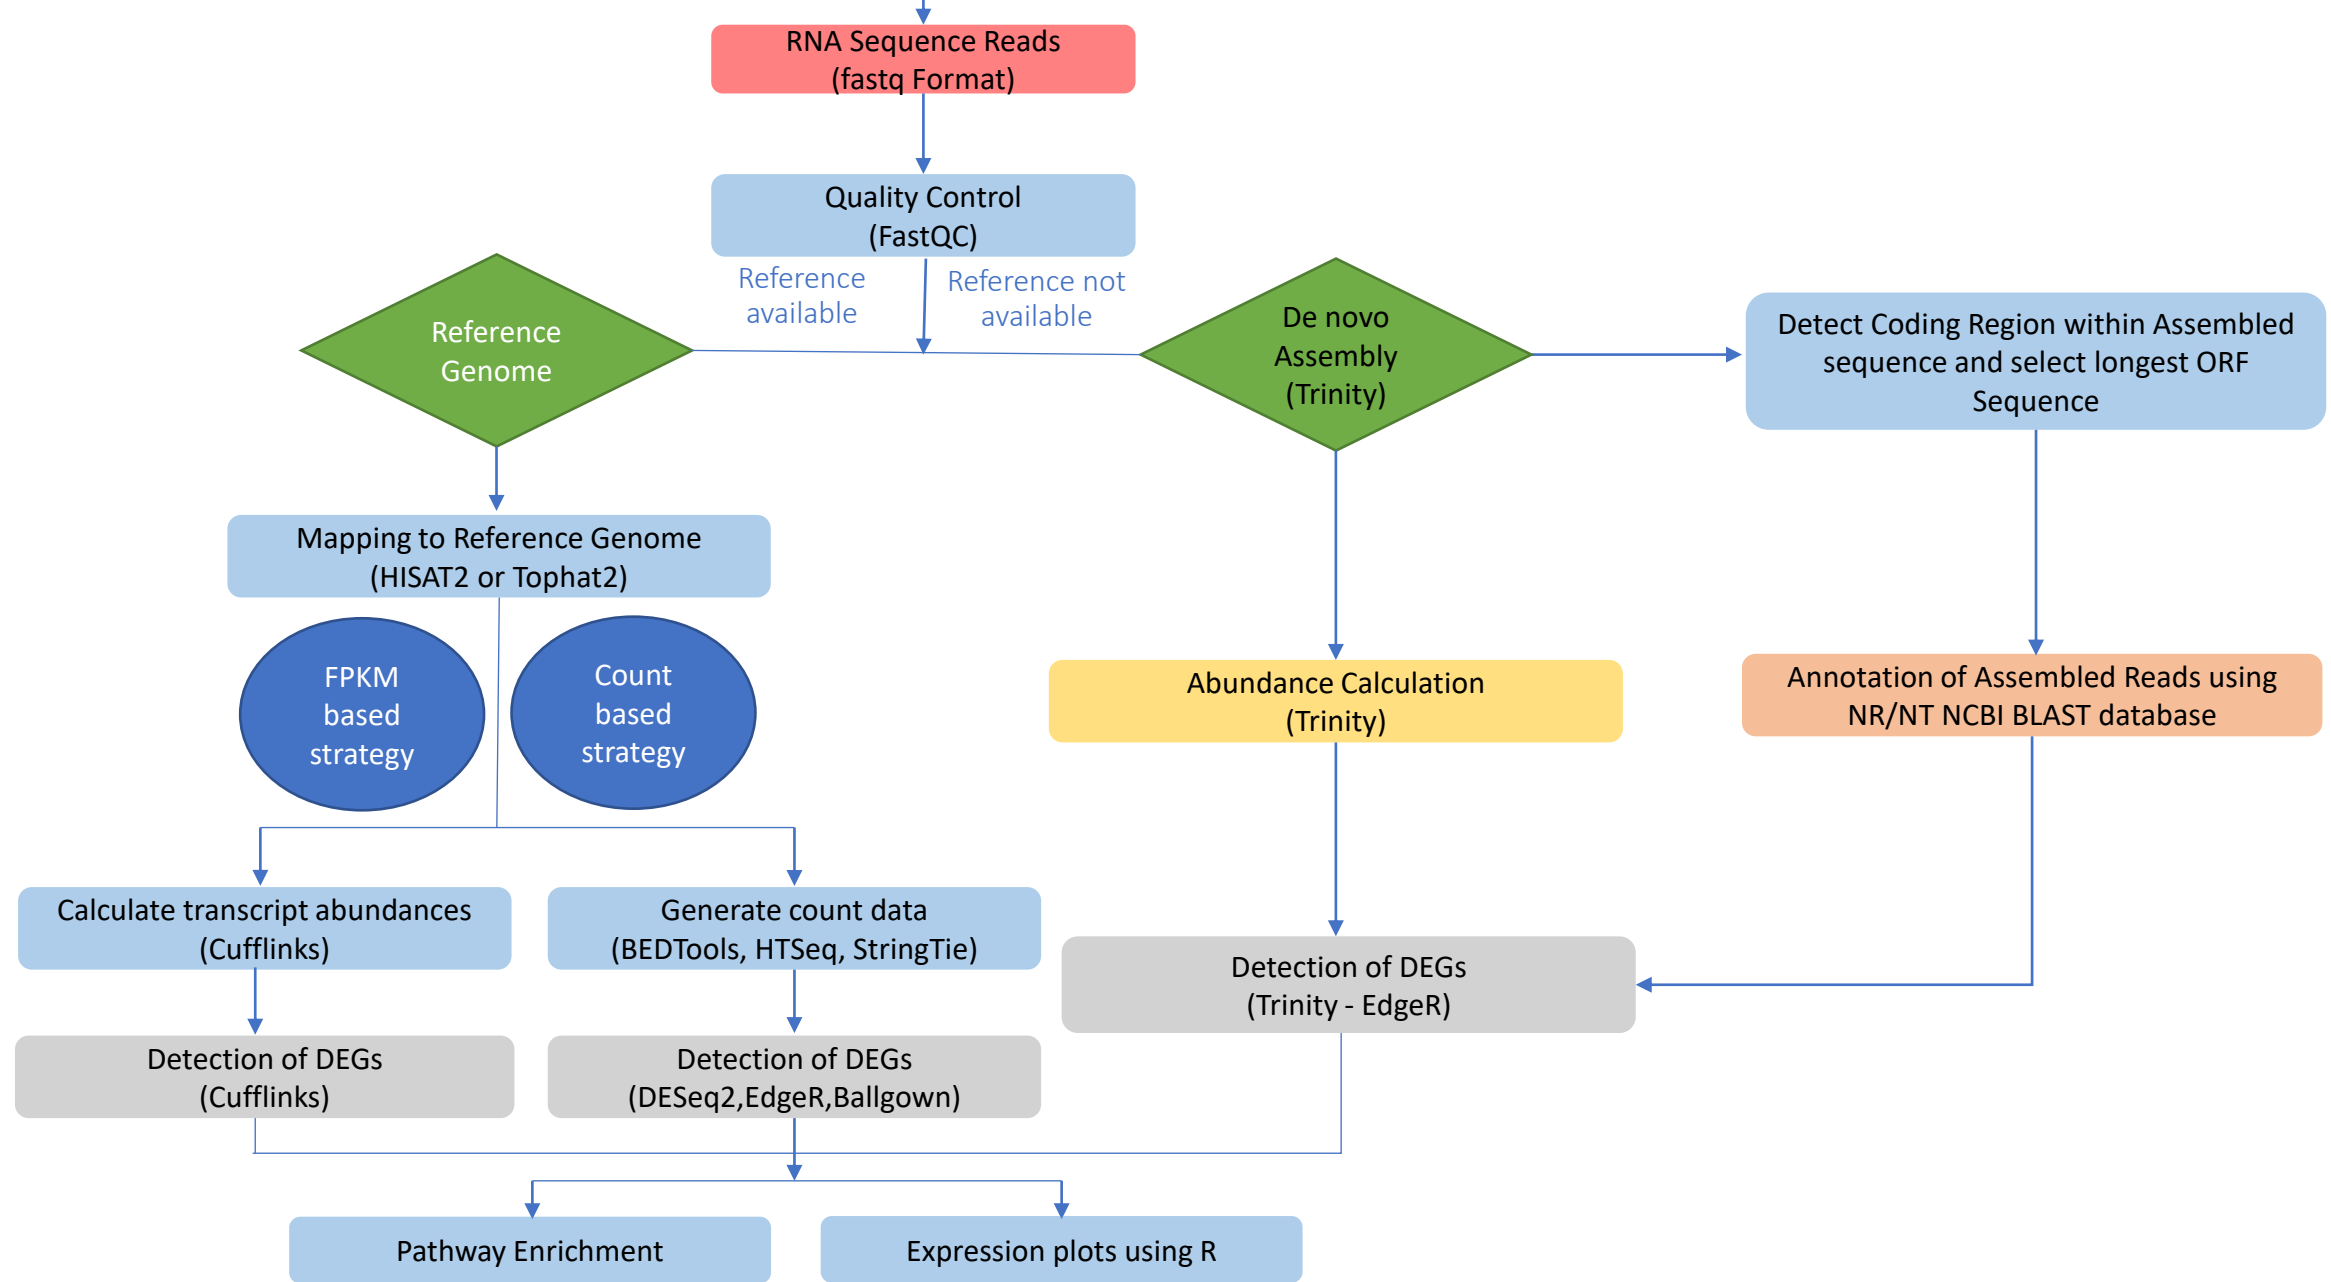 RNA Sequence Reads
(fastq Format)
Quality Control
(FastQC)
Reference
available
Reference not
available
Reference
Genome
De novo
Assembly
(Trinity)
Detect Coding Region within Assembled
sequence and select longest ORF
Sequence
Mapping to Reference Genome
(HISAT2 or Tophat2)
FPKM
based
strategy
Count
based
strategy
Abundance Calculation
(Trinity)
Annotation of Assembled Reads using
NR/NT NCBI BLAST database
Calculate transcript abundances
(Cufflinks)
Generate count data
(BEDTools, HTSeq, StringTie)
Detection of DEGs
(Trinity - EdgeR)
Detection of DEGs
(Cufflinks)
Detection of DEGs
(DESeq2,EdgeR,Ballgown)
Pathway Enrichment
Expression plots using R